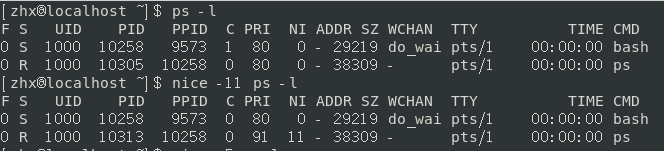 [zhx@localhost ~]$ ps -l
F S   UID   PID  PPID  C PRI  NI ADDR SZ WCHAN  TTY          TIME CMD
0 S  1000 10258  9573  1  80   0 - 29219 do_wai pts/1    00:00:00 bash
0 R  1000 10305 10258  0  80   0 - 38309 -      pts/1    00:00:00 ps
[zhx@localhost ~]$ nice -11 ps -l
F S   UID   PID  PPID  C PRI  NI ADDR SZ WCHAN  TTY          TIME CMD
0 S  1000 10258  9573  0  80   0 - 29219 do_wai pts/1    00:00:00 bash
0 R  1000 10313 10258  0  91  11 - 38309 -      pts/1    00:00:00 ps